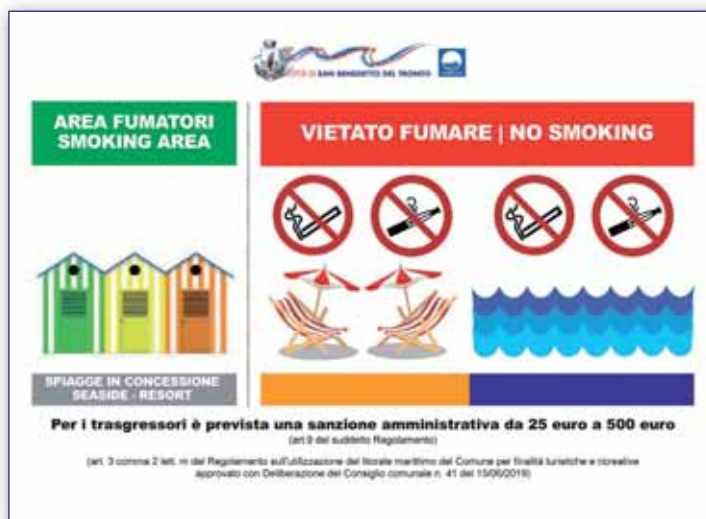 CITTÀ DI SAN BENEDETTO DEL TRONTO
AREA FUMATORI
SMOKING AREA
VIETATO FUMARE | NO SMOKING
SPIAGGE IN CONCESSIONE
SEASIDE - RESORT
Per i trasgressori è prevista una sanzione amministrativa da 25 euro a 500 euro
(art 9 del suddetto Regolamento)
(art. 3 comma 2 lett. m del Regolamento sull'utilizzazione del litorale marittimo del Comune per finalità turistiche e ricreative
approvato con Deliberazione del Consiglio comunale n. 41 del 15/06/2019)